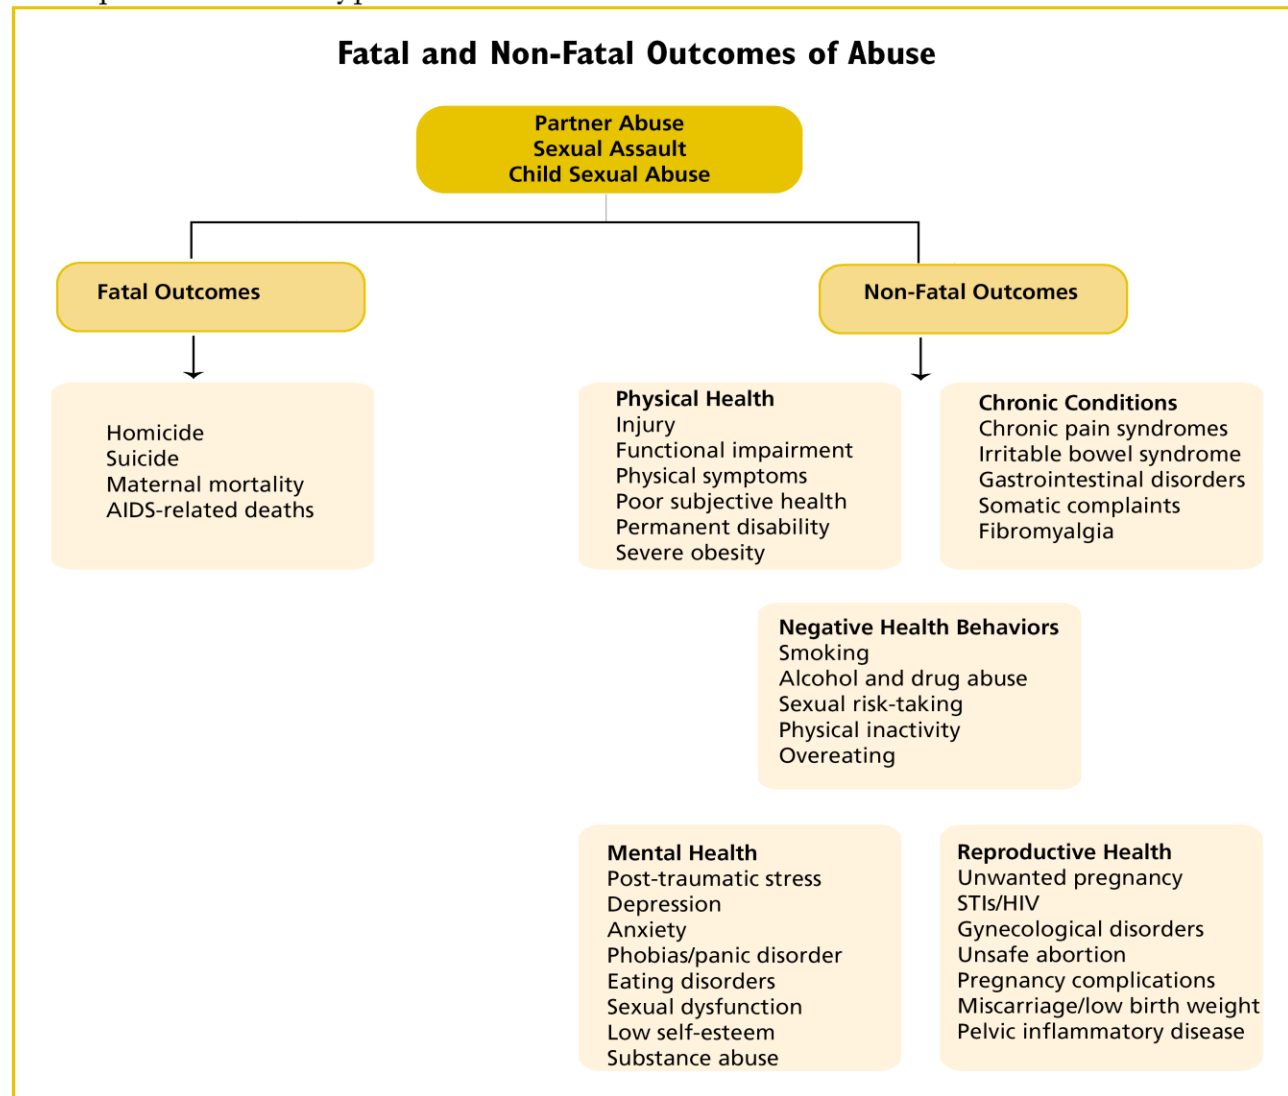 Fatal and Non-Fatal Outcomes of Abuse
Partner Abuse
Sexual Assault
Child Sexual Abuse
Fatal Outcomes
Non-Fatal Outcomes
Homicide
Suicide
Maternal mortality
AIDS-related deaths
Physical Health
Injury
Functional impairment
Physical symptoms
Poor subjective health
Permanent disability
Severe obesity
Chronic Conditions
Chronic pain syndromes
Irritable bowel syndrome
Gastrointestinal disorders
Somatic complaints
Fibromyalgia
Negative Health Behaviors
Smoking
Alcohol and drug abuse
Sexual risk-taking
Physical inactivity
Overeating
Mental Health
Post-traumatic stress
Depression
Anxiety
Phobias/panic disorder
Eating disorders
Sexual dysfunction
Low self-esteem
Substance abuse
Reproductive Health
Unwanted pregnancy
STIs/HIV
Gynecological disorders
Unsafe abortion
Pregnancy complications
Miscarriage/low birth weight
Pelvic inflammatory disease